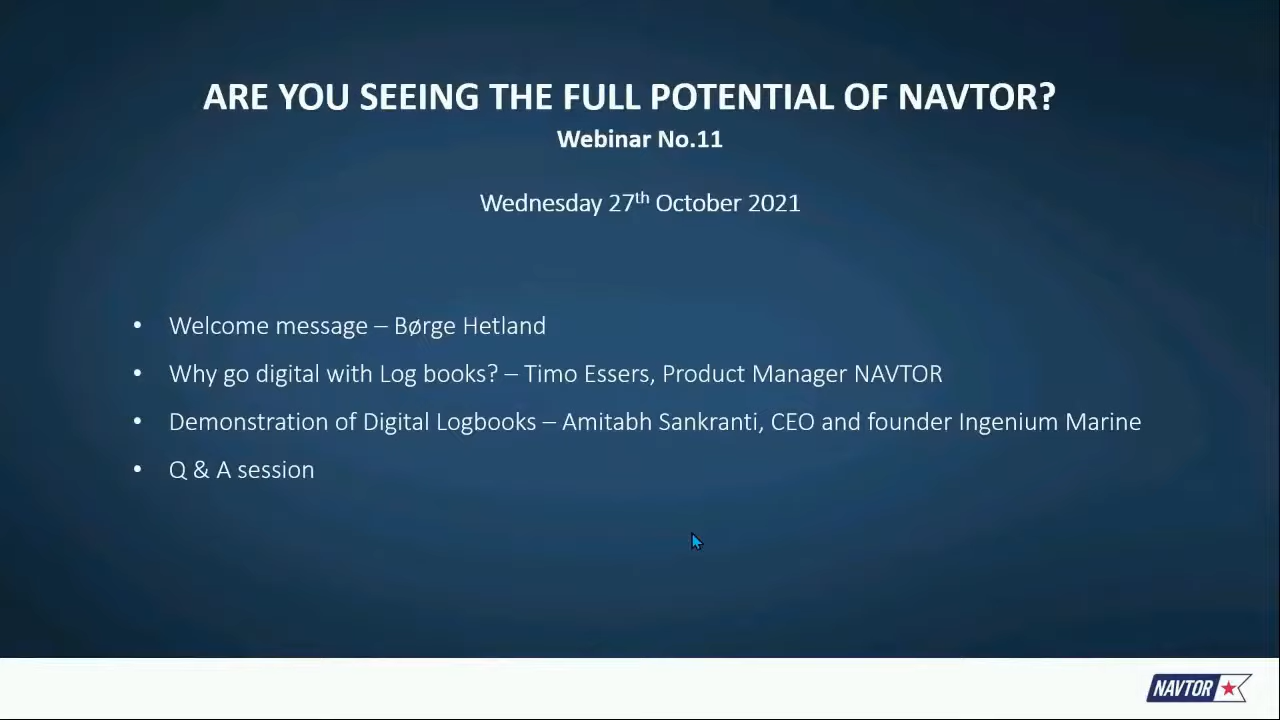 ARE YOU SEEING THE FULL POTENTIAL OF NAVTOR?
Webinar No.11
Wednesday 27th October 2021
• Welcome message – Børge Hetland
• Why go digital with Log books? – Timo Essers, Product Manager NAVTOR
• Demonstration of Digital Logbooks – Amitabh Sankranti, CEO and founder Ingenium Marine
• Q & A session
NAVTOR